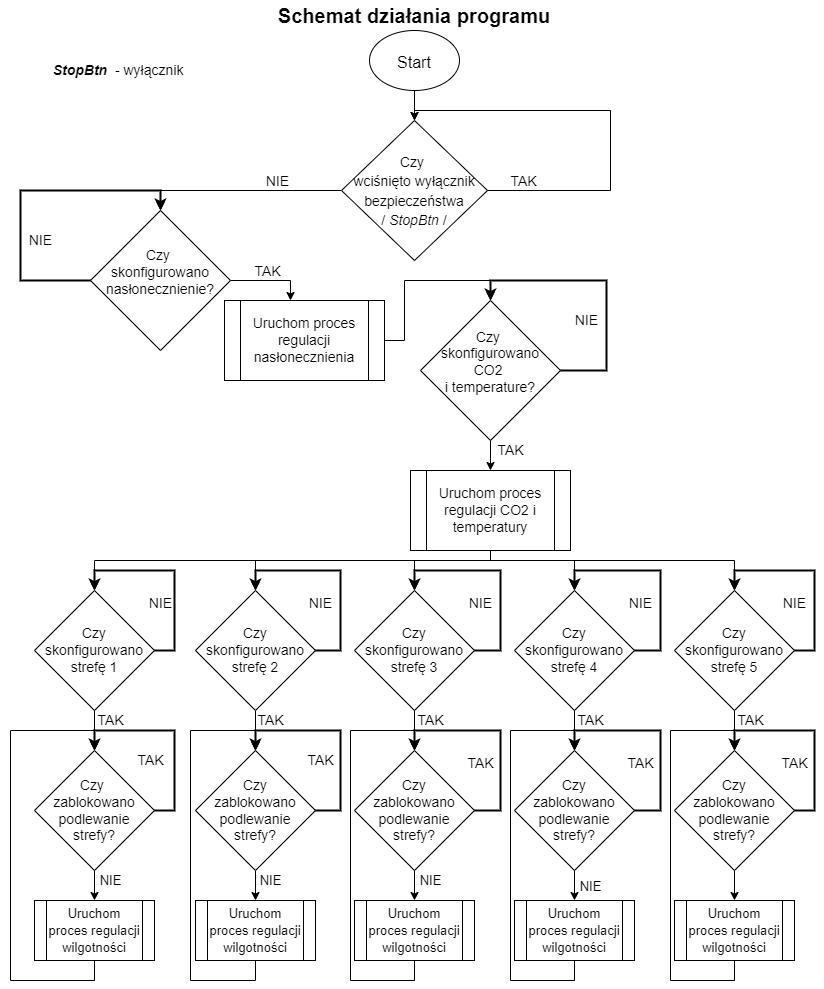 Schemat działania programu
StopBtn - wyłącznik
Start
Czy
wciśnięto wyłącznik
bezpieczeństwa
/ StopBtn /
NIE
TAK
NIE
Czy
skonfigurowano
nasłonecznienie?
TAK
Uruchom proces
regulacji
nasłonecznienia
NIE
Czy
skonfigurowano
CO2
i temperature?
TAK
Uruchom proces
regulacji CO2 i
temperatury
NIE
NIE
NIE
NIE
NIE
Czy
skonfigurowano
strefę 1
Czy
skonfigurowano
strefę 2
Czy
skonfigurowano
strefę 3
Czy
skonfigurowano
strefę 4
Czy
skonfigurowano
strefę 5
TAK
TAK
TAK
TAK
TAK
TAK
TAK
TAK
TAK
TAK
Czy
zablokowano
podlewanie
strefy?
Czy
zablokowano
podlewanie
strefy?
Czy
zablokowano
podlewanie
strefy?
Czy
zablokowano
podlewanie
strefy?
Czy
zablokowano
podlewanie
strefy?
NIE
NIE
NIE
NIE
Uruchom
proces regulacji
wilgotności
Uruchom
proces regulacji
wilgotności
Uruchom
proces regulacji
wilgotności
Uruchom
proces regulacji
wilgotności
Uruchom
proces regulacji
wilgotności